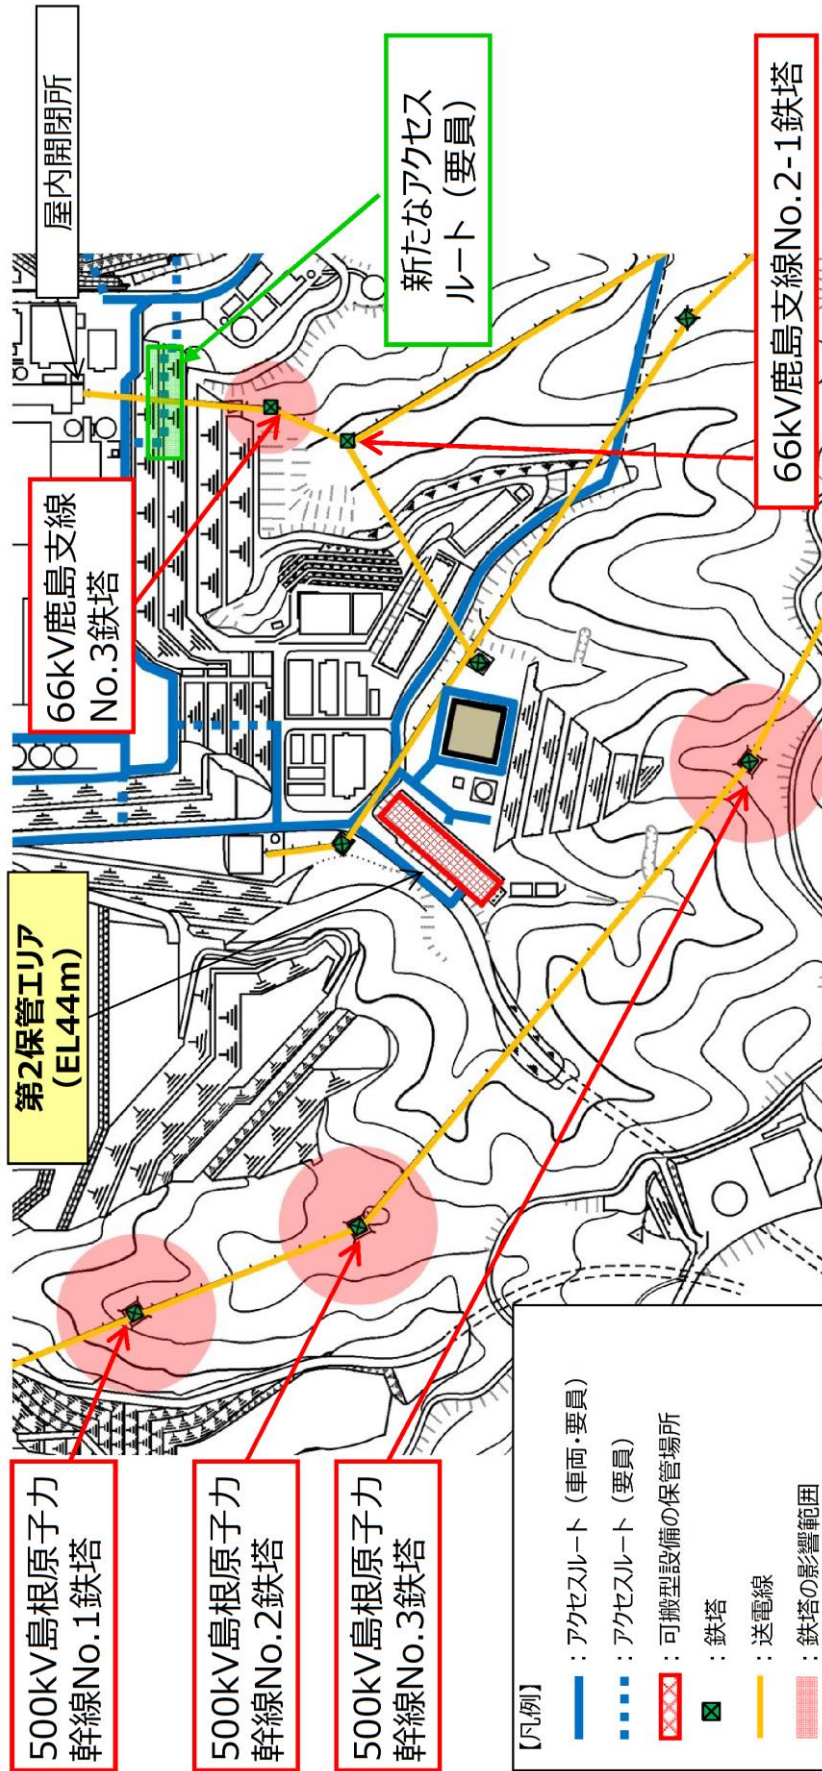 500kV島根原子力
幹線No.1鉄塔
500kV島根原子力
幹線No.2鉄塔
500kV島根原子力
幹線No.3鉄塔
第2保管エリア
(EL44m)
66kV鹿島支線
No.3鉄塔
屋内開閉所
新たなアクセス
ルート（要員）
66kV鹿島支線No.2-1鉄塔
【凡例】
：アクセスルート（車両・要員）
：アクセスルート（要員）
：可搬型設備の保管場所
：鉄塔
：送電線
：鉄塔の影響範囲